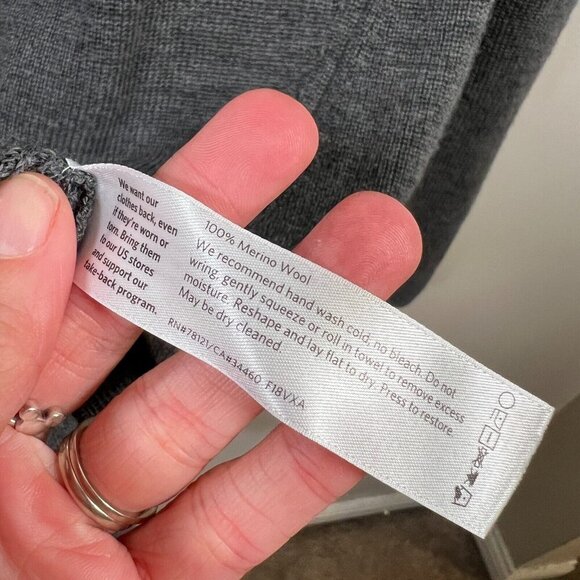 We want our
clothes back, even
if they're worn or
torn. Bring them
to our US stores
and support our
take-back program.
100% Merino Wool
We recommend hand wash cold, no bleach. Do not
wring, gently squeeze or roll in towel to remove excess
moisture. Reshape and lay flat to dry. Press to restore.
May be dry cleaned.
RN#78121/CA#34460 F18VXA